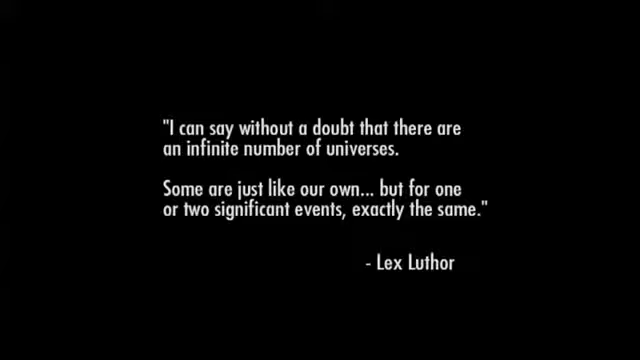 "I can say without a doubt that there are
an infinite number of universes.
Some are just like our own... but for one
or two significant events, exactly the same."
- Lex Luthor